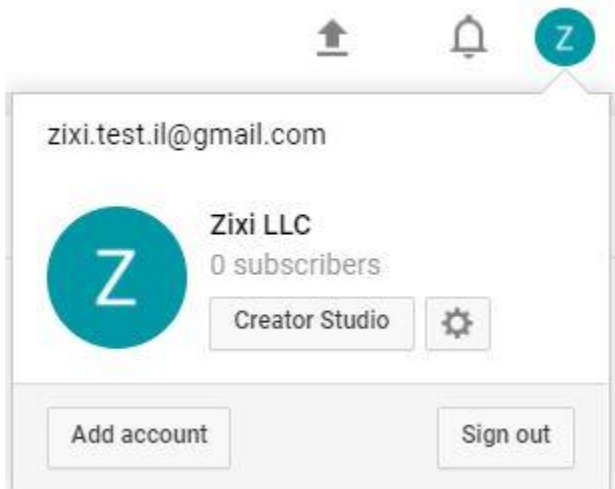 Z
zixi.test.il@gmail.com
Z
Zixi LLC
0 subscribers
Creator Studio
Add account
Sign out